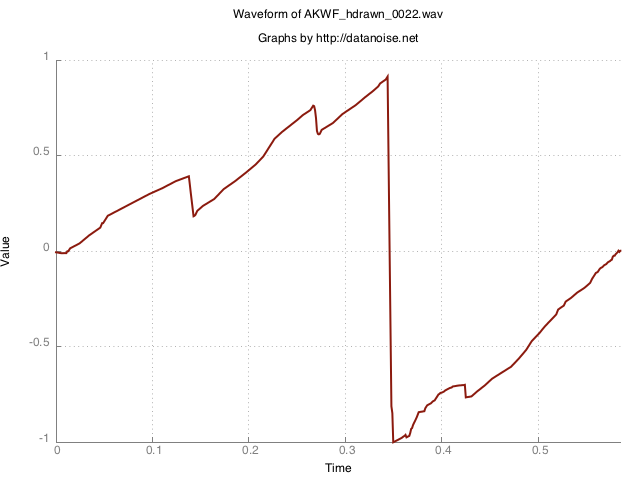 Waveform of AKWF_hdrawn_0022.wav
Graphs by http://datanoise.net
1
0.5
0
-0.5
-1
Value
0 0.1 0.2 0.3 0.4 0.5
Time